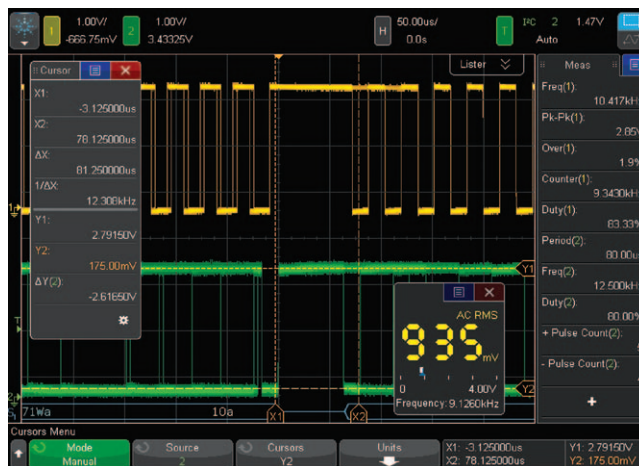 1 1.00V/ -666.75mV
2 1.00V/ 3.43325V
H 50.00us/ 0.0s
T I²C 2 1.47V
Auto
Lister
Cursor
X1:
-3.125000us
X2:
78.125000us
ΔX:
81.250000us
1/ΔX:
12.308kHz
Y1:
2.79150V
Y2:
175.00mV
ΔY(2):
-2.61650V
Meas
Freq(1):
10.417kH
Pk-Pk(1):
2.85
Over(1):
1.9%
Counter(1):
9.3430kH
Duty(1):
83.33%
Period(2):
80.00u
Freq(2):
12.500kH
Duty(2):
80.00%
+ Pulse Count(2):
- Pulse Count(2):
+
Y1
Y2
AC RMS
935 mV
0 4.00V
Frequency: 9.1260kHz
71Wa 10a
X1 X2
Cursors Menu
Mode
Manual
Source
2
Cursors
Y2
Units
X1: -3.125000us
X2: 78.125000us
Y1: 2.79150V
Y2: 175.00mV